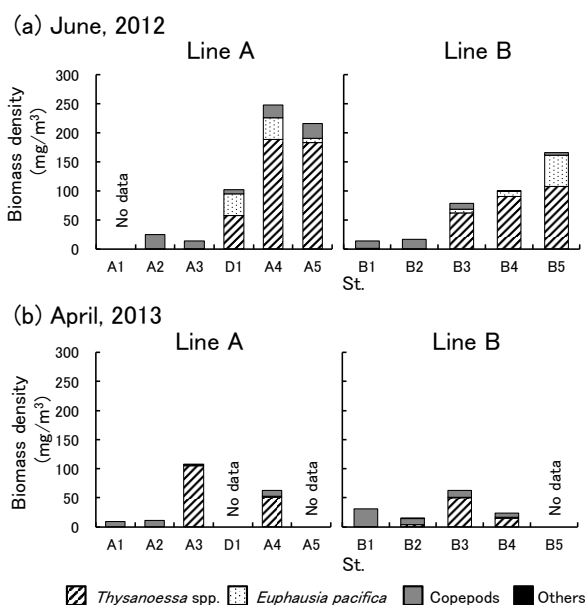 (a) June, 2012
Line A
Line B
Biomass density
(mg/m³)
300
250
200
150
100
50
0
No data
A1 A2 A3 D1 A4 A5
B1 B2 B3 B4 B5
St.
(b) April, 2013
Line A
Line B
Biomass density
(mg/m³)
300
250
200
150
100
50
0
No data
No data
No data
A1 A2 A3 D1 A4 A5
B1 B2 B3 B4 B5
St.
Thysanoessa spp. Euphausia pacifica Copepods Others